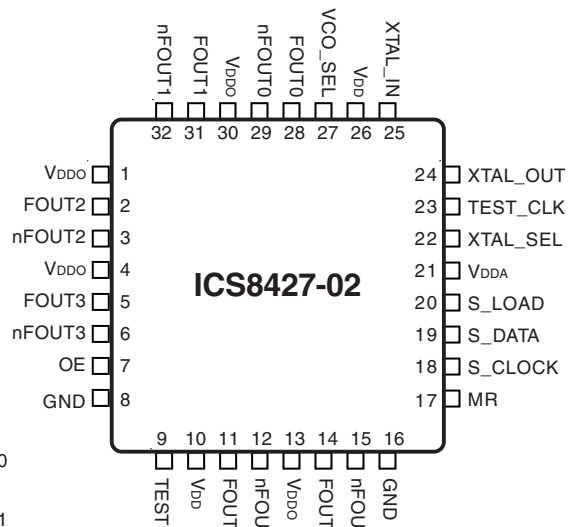 nFOUT1
FOUT1
VDDO
nFOUT0
FOUT0
VCO_SEL
VDD
XTAL_IN
32 31 30 29 28 27 26 25
VDDO 1
FOUT2 2
nFOUT2 3
VDDO 4
FOUT3 5
nFOUT3 6
OE 7
GND 8
24 XTAL_OUT
23 TEST_CLK
22 XTAL_SEL
21 VDDA
20 S_LOAD
19 S_DATA
18 S_CLOCK
17 MR
ICS8427-02
9 10 11 12 13 14 15 16
TEST
VDD
FOUT
nFOU
VDDO
FOUT
nFOU
GND
0
1